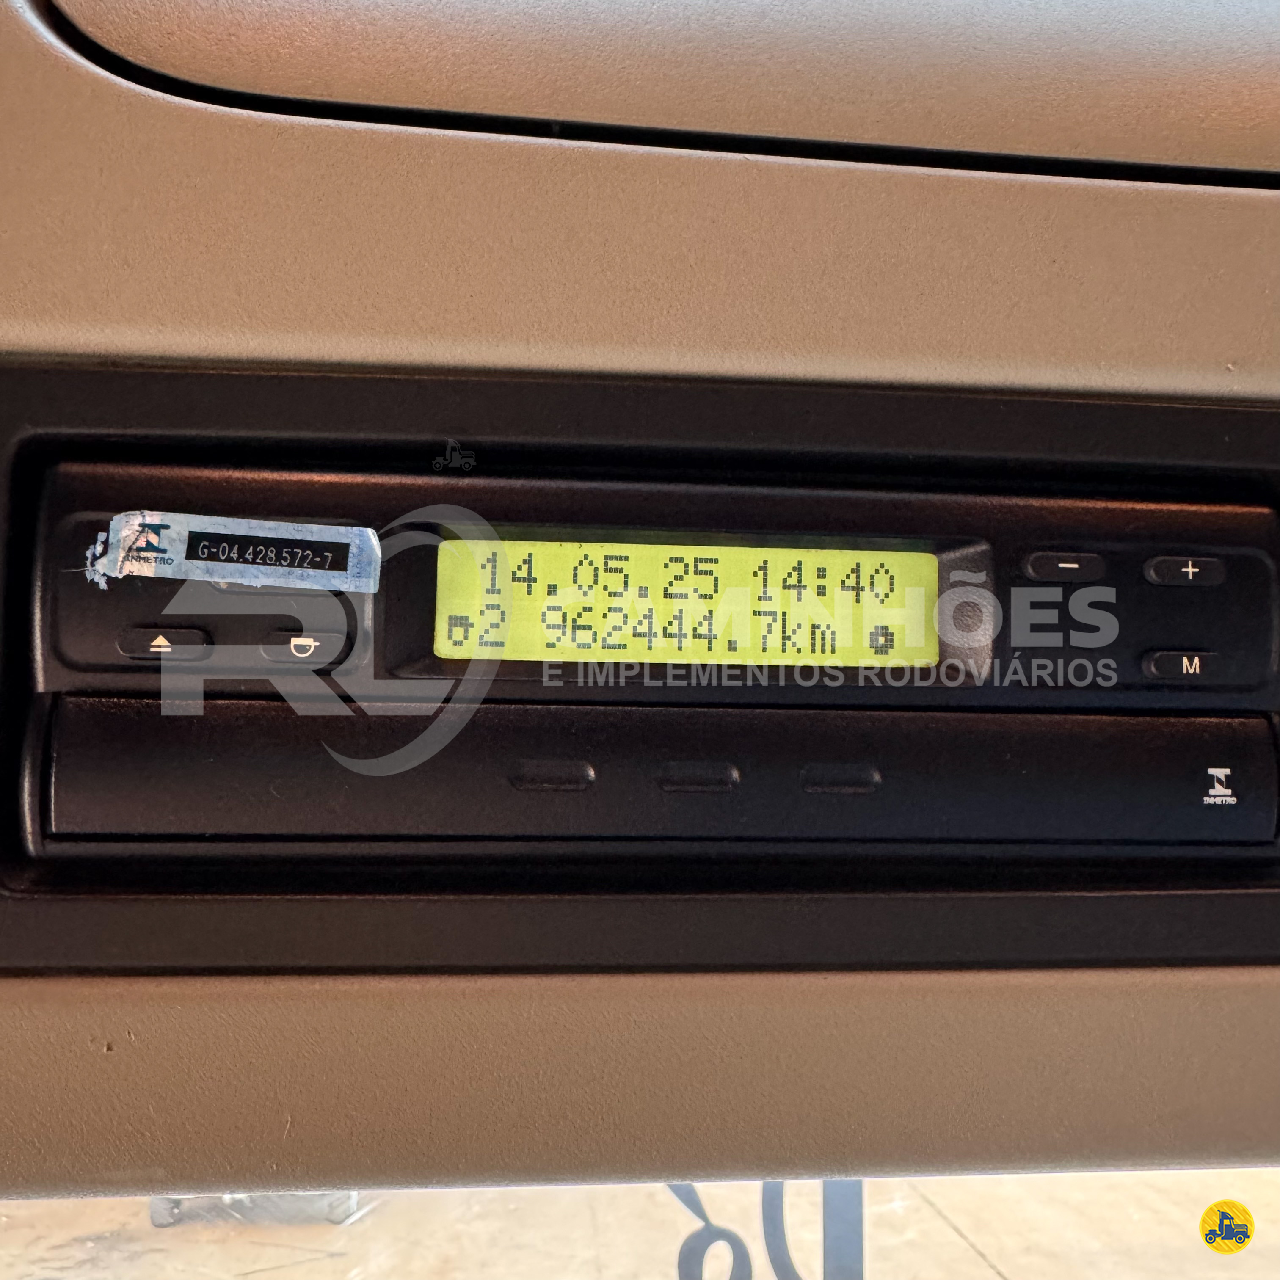 INMETRO
G-04.428.572-7
14.05.25 14:40
2 962444.7km
−
+
M
RL CAMINHÕES
E IMPLEMENTOS RODOVIÁRIOS
INMETRO